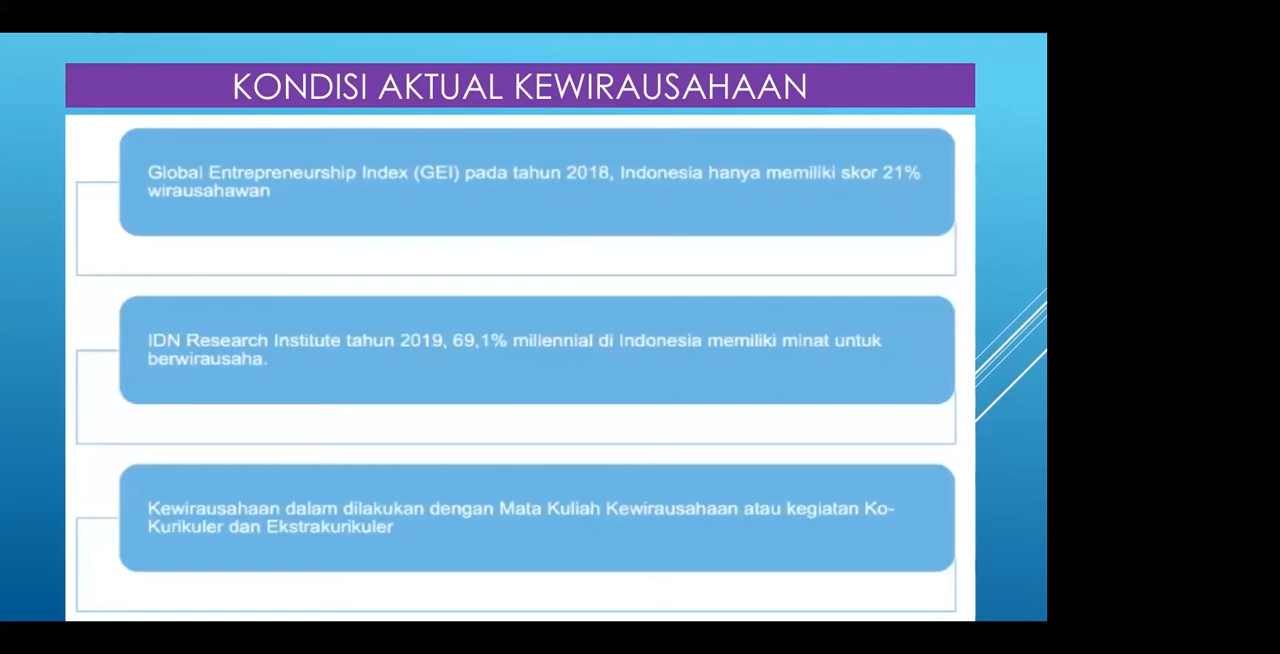 KONDISI AKTUAL KEWIRAUSAHAAN
Global Entrepreneurship Index (GEI) pada tahun 2018, Indonesia hanya memiliki skor 21%
wirausahawan
IDN Research Institute tahun 2019, 69,1% millennial di Indonesia memiliki minat untuk
berwirausaha.
Kewirausahaan dalam dilakukan dengan Mata Kuliah Kewirausahaan atau kegiatan Ko-
Kurikuler dan Ekstrakurikuler